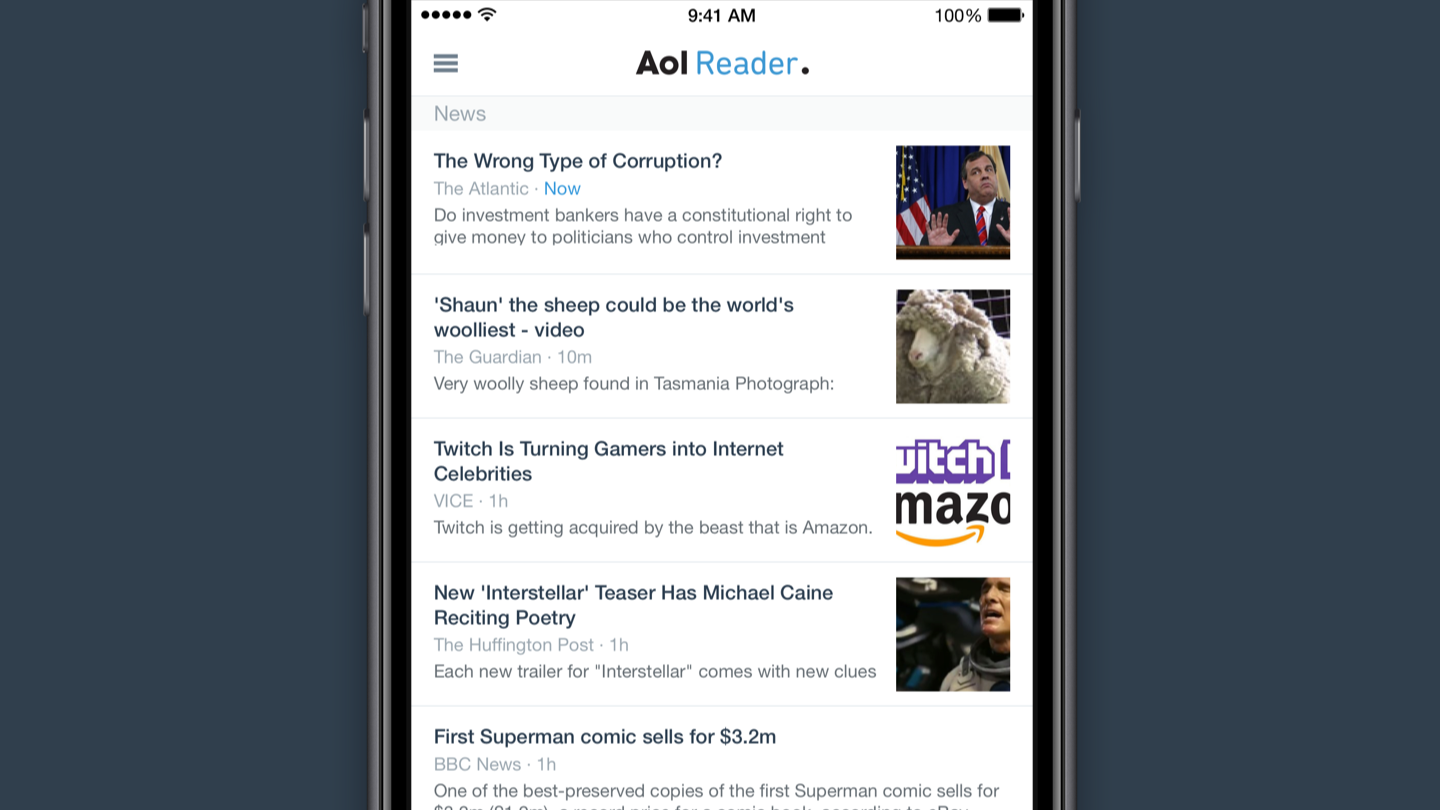 9:41 AM
100%
Aol Reader.
News
The Wrong Type of Corruption?
The Atlantic · Now
Do investment bankers have a constitutional right to
give money to politicians who control investment
'Shaun' the sheep could be the world's
woolliest - video
The Guardian · 10m
Very woolly sheep found in Tasmania Photograph:
Twitch Is Turning Gamers into Internet
Celebrities
VICE · 1h
Twitch is getting acquired by the beast that is Amazon.
witch
mazo
New 'Interstellar' Teaser Has Michael Caine
Reciting Poetry
The Huffington Post · 1h
Each new trailer for "Interstellar" comes with new clues
First Superman comic sells for $3.2m
BBC News · 1h
One of the best-preserved copies of the first Superman comic sells for